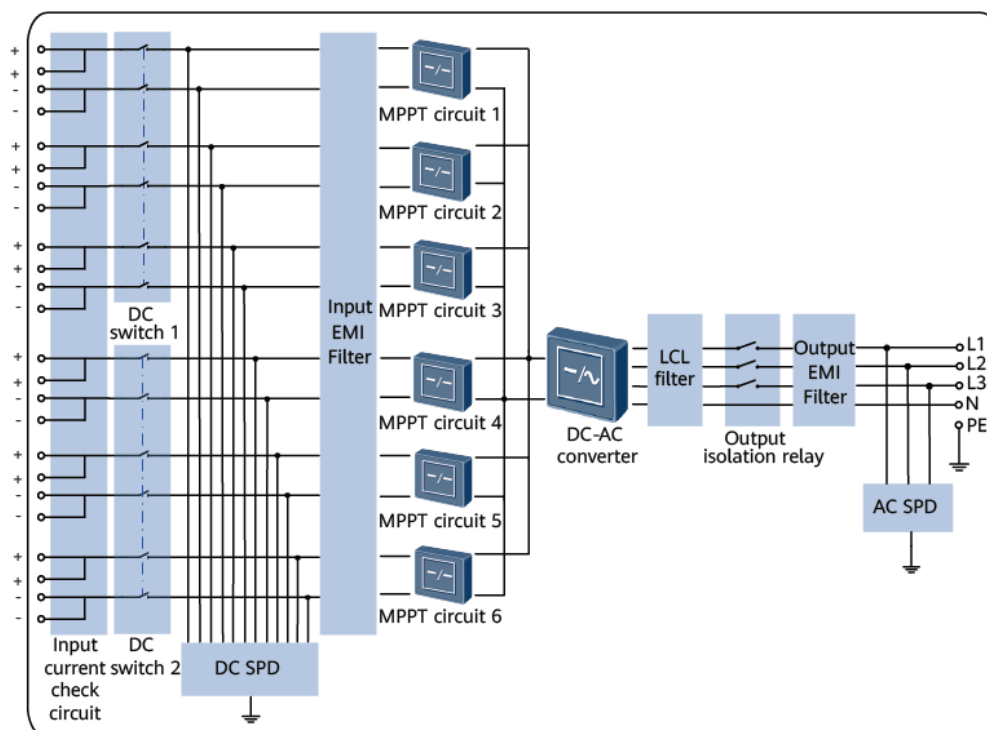 +
+
-
-
MPPT circuit 1
+
+
-
-
MPPT circuit 2
+
+
-
-
MPPT circuit 3
DC
switch 1
Input
EMI
Filter
+
+
-
-
MPPT circuit 4
DC-AC
converter
LCL
filter
Output
isolation relay
Output
EMI
Filter
L1
L2
L3
N
PE
AC SPD
+
+
-
-
MPPT circuit 5
+
+
-
-
MPPT circuit 6
Input
current
check
circuit
DC
switch 2
DC SPD